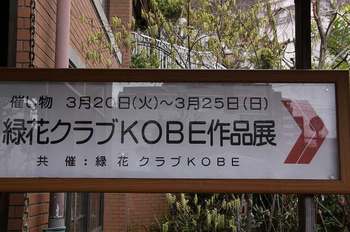 催し物 3月20日(火)～3月25日(日)
緑花クラブKOBE作品展
共催:緑花クラブKOBE